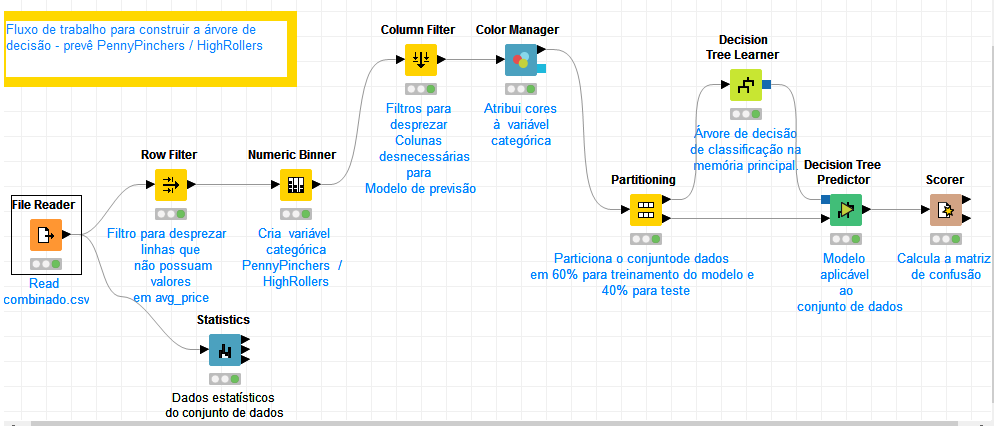 Fluxo de trabalho para construir a árvore de
decisão - prevê PennyPinchers / HighRollers
File Reader
Read
combinado.csv
Row Filter
Filtro para desprezar
linhas que
não possuam
valores
em avg_price
Statistics
Dados estatísticos
do conjunto de dados
Numeric Binner
Cria variável
categórica
PennyPinchers /
HighRollers
Column Filter
Filtros para
desprezar
Colunas
desnecessárias
para
Modelo de previsão
Color Manager
Atribui cores
à variável
categórica
Partitioning
Particiona o conjuntode dados
em 60% para treinamento do modelo e
40% para teste
Decision
Tree Learner
Árvore de decisão
de classificação na
memória principal.
Decision Tree
Predictor
Modelo
aplicável
ao
conjunto de dados
Scorer
Calcula a matriz
de confusão